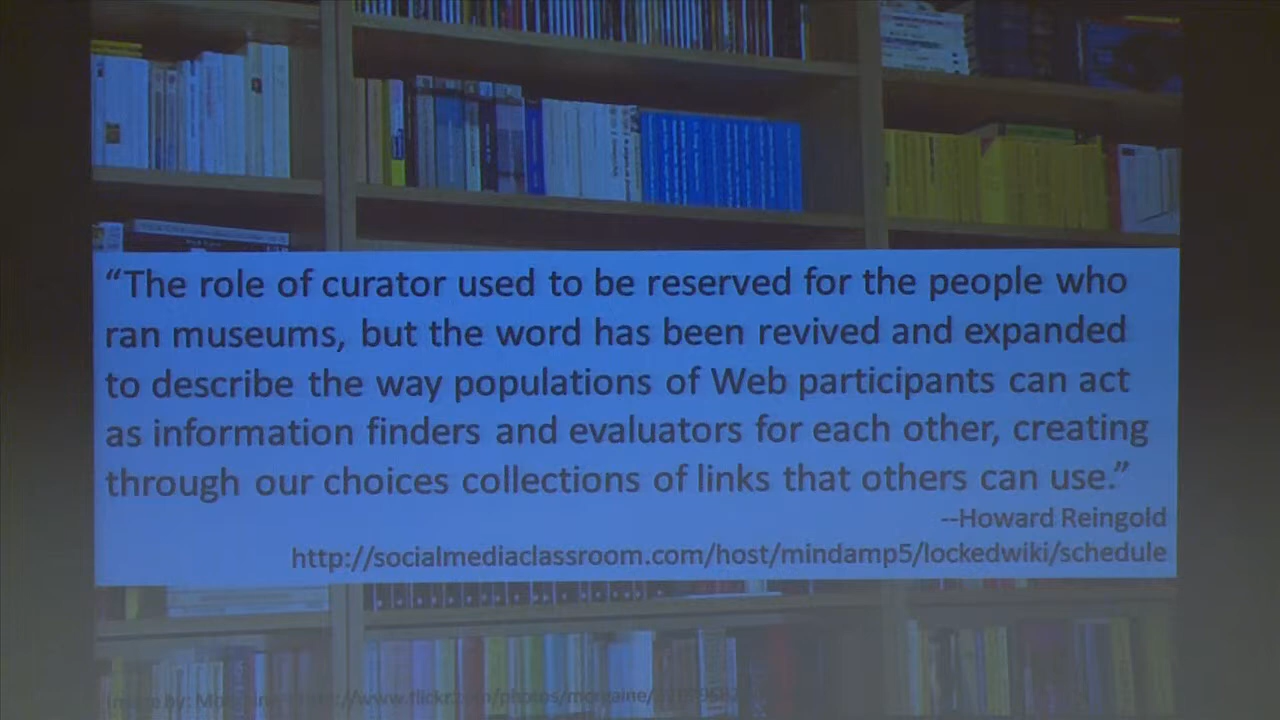 “The role of curator used to be reserved for the people who
ran museums, but the word has been revived and expanded
to describe the way populations of Web participants can act
as information finders and evaluators for each other, creating
through our choices collections of links that others can use.”
--Howard Reingold
http://socialmediaclassroom.com/host/mindamp5/lockedwiki/schedule
Image by: